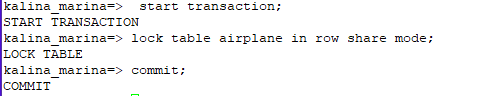 kalina_marina=>  start transaction;
START TRANSACTION
kalina_marina=> lock table airplane in row share mode;
LOCK TABLE
kalina_marina=> commit;
COMMIT